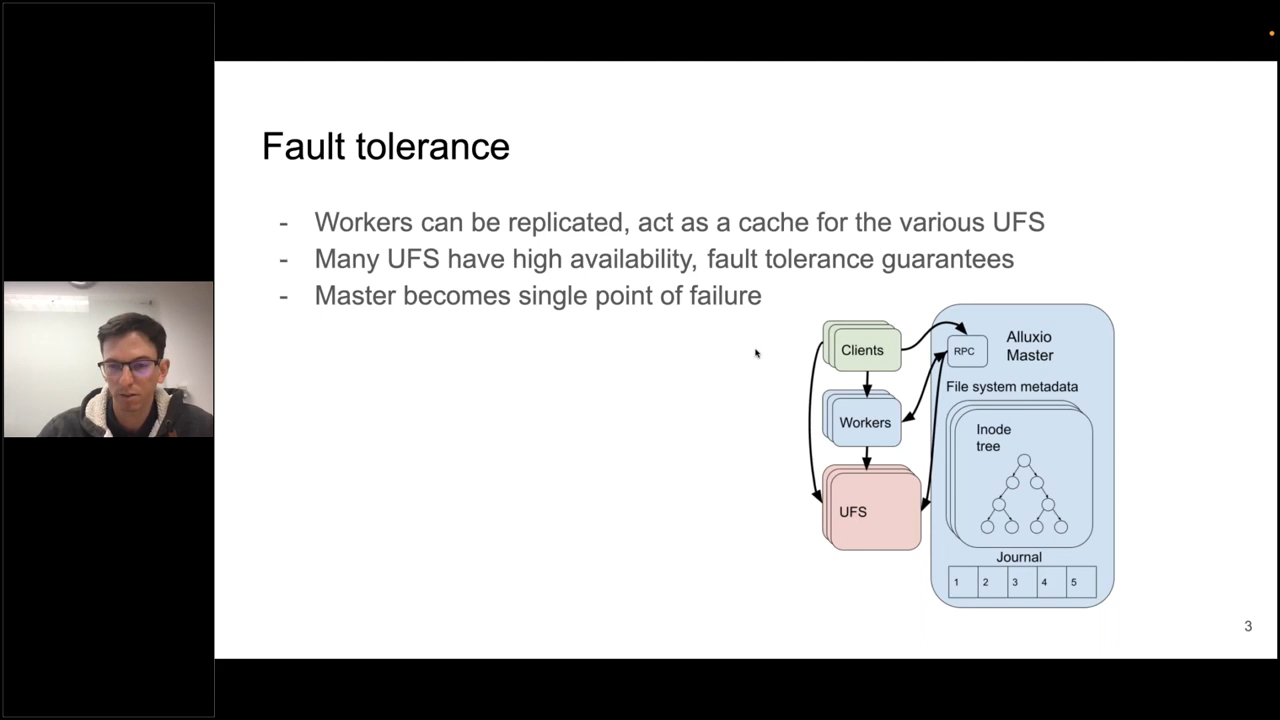 Fault tolerance
- Workers can be replicated, act as a cache for the various UFS
- Many UFS have high availability, fault tolerance guarantees
- Master becomes single point of failure
Clients
Workers
UFS
RPC
Alluxio
Master
File system metadata
Inode
tree
Journal
1 2 3 4 5
3